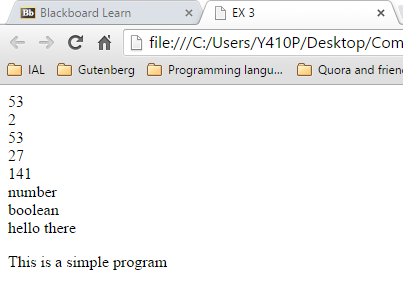 Bb Blackboard Learn × EX 3 ×
file:///C:/Users/Y410P/Desktop/Com
IAL Gutenberg Programming langu... Quora and frien
53
2
53
27
141
number
boolean
hello there
This is a simple program